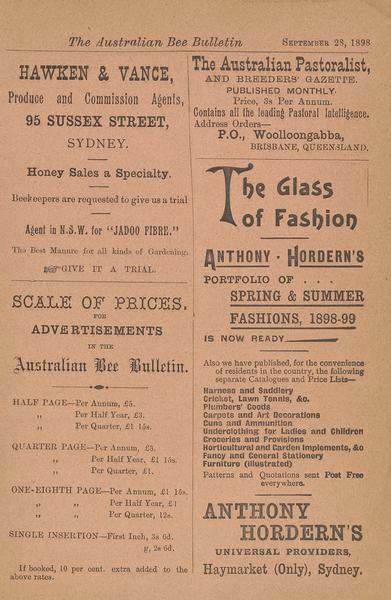 The Australian Bee Bulletin SEPTEMBER 28, 1898
HAWKEN & VANCE,
Produce and Commission Agents,
95 SUSSEX STREET,
SYDNEY.
Honey Sales a Specialty.
Beekeepers are requested to give us a trial
Agent in N.S.W. for "JADOO FIBRE."
The Best Manure for all kinds of Gardening.
GIVE IT A TRIAL.
SCALE OF PRICES,
FOR
ADVERTISEMENTS
IN THE
Australian Bee Bulletin.
HALF PAGE—Per Annum, £5.
,, Per Half Year, £3.
,, Per Quarter, £1 15s.
QUARTER PAGE—Per Annum, £3.
,, Per Half Year, £1 15s.
,, Per Quarter, £1.
ONE-EIGHTH PAGE—Per Annum, £1 15s.
,, ,, Per Half Year, £1
,, ,, Per Quarter, 12s.
SINGLE INSERTION—First Inch, 3s 6d.
2s 6d.
If booked, 10 per cent. extra added to the
above rates.
The Australian Pastoralist,
AND BREEDERS' GAZETTE.
PUBLISHED MONTHLY.
Price, 3s Per Annum.
Contains all the leading Pastoral Intelligence.
Address Orders—
P.O., Woolloongabba,
BRISBANE, QUEENSLAND.
The Glass
of Fashion
ANTHONY HORDERN'S
PORTFOLIO OF . . .
SPRING & SUMMER
FASHIONS, 1898-99
IS NOW READY
Also we have published, for the convenience
of residents in the country, the following
separate Catalogues and Price Lists—
Harness and Saddlery
Cricket, Lawn Tennis, &c.
Plumbers' Goods
Carpets and Art Decorations
Guns and Ammunition
Underclothing for Ladies and Children
Groceries and Provisions
Horticultural and Garden Implements, &c
Fancy and General Stationery
Furniture (Illustrated)
Patterns and Quotations sent Post Free
everywhere.
ANTHONY
HORDERN'S
UNIVERSAL PROVIDERS,
Haymarket (Only), Sydney.